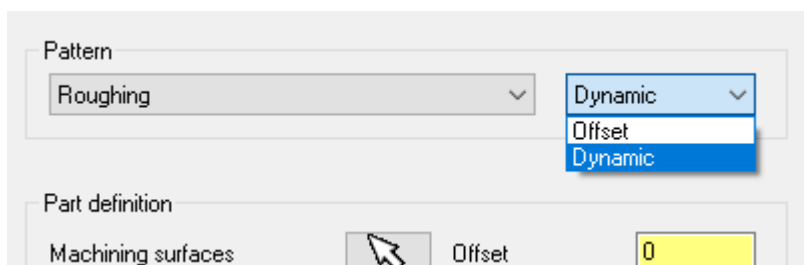 Pattern
Roughing Dynamic
Offset
Dynamic
Part definition
Machining surfaces Offset 0